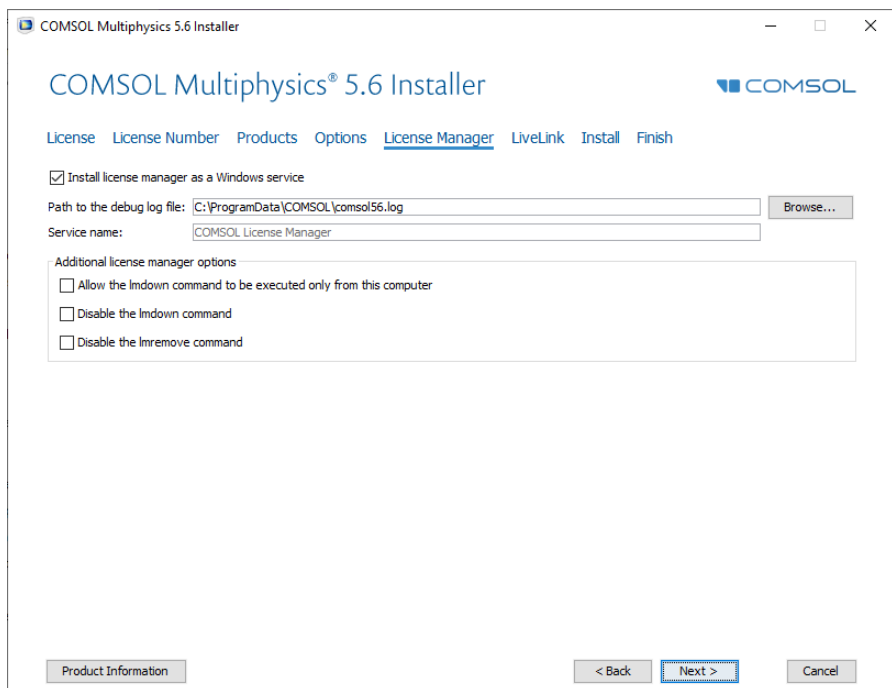 COMSOL Multiphysics 5.6 Installer
COMSOL Multiphysics® 5.6 Installer
COMSOL
License License Number Products Options License Manager LiveLink Install Finish
Install license manager as a Windows service
Path to the debug log file: C:\ProgramData\COMSOL\comsol56.log Browse...
Service name: COMSOL License Manager
Additional license manager options
Allow the lmdown command to be executed only from this computer
Disable the lmdown command
Disable the lmremove command
Product Information < Back Next > Cancel